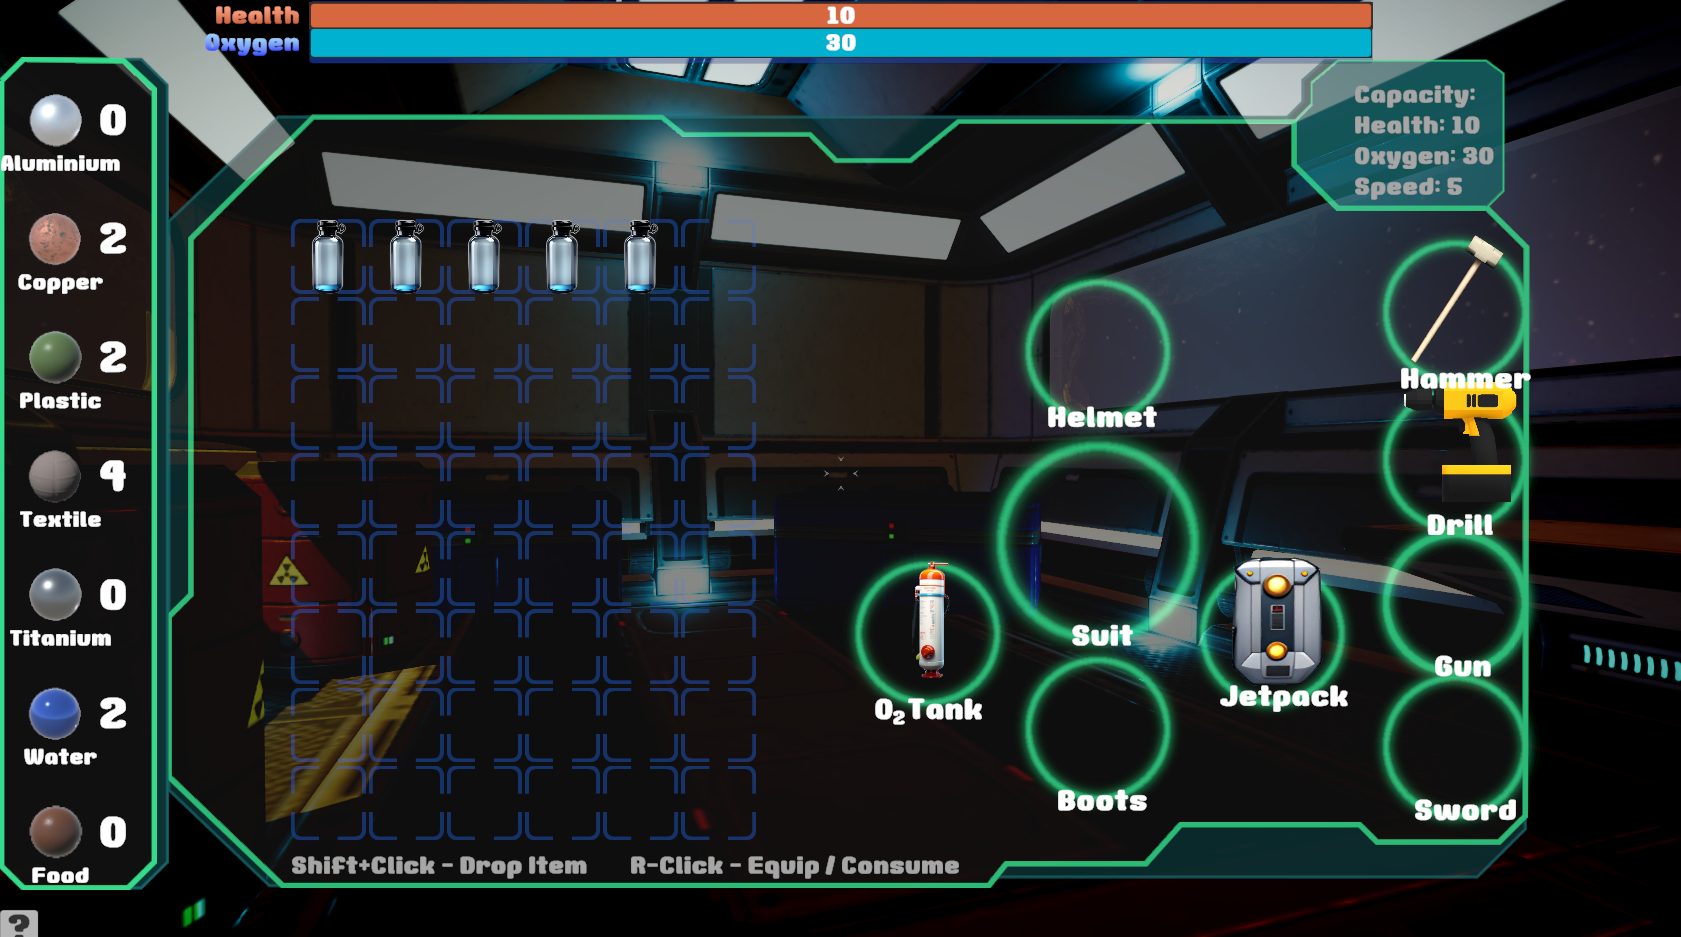 Health 10
Oxygen 30
0
Aluminium
2
Copper
2
Plastic
4
Textile
0
Titanium
2
Water
0
Food
Capacity:
Health: 10
Oxygen: 30
Speed: 5
Helmet
Suit
O₂ Tank
Jetpack
Boots
Hammer
Drill
Gun
Sword
Shift+Click - Drop Item R-Click - Equip / Consume
?